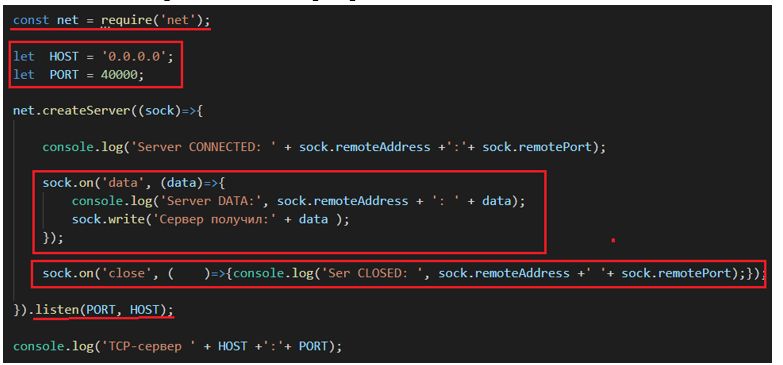 const net = require('net');
let  HOST = '0.0.0.0';
let  PORT = 40000;
net.createServer((sock)=>{
console.log('Server CONNECTED: ' + sock.remoteAddress +':'+ sock.remotePort);
sock.on('data', (data)=>{
console.log('Server DATA:', sock.remoteAddress + ': ' + data);
sock.write('Сервер получил:' + data );
});
sock.on('close', (    )=>{console.log('Ser CLOSED: ', sock.remoteAddress +' '+ sock.remotePort);});
}).listen(PORT, HOST);
console.log('TCP-сервер ' + HOST +':'+ PORT);